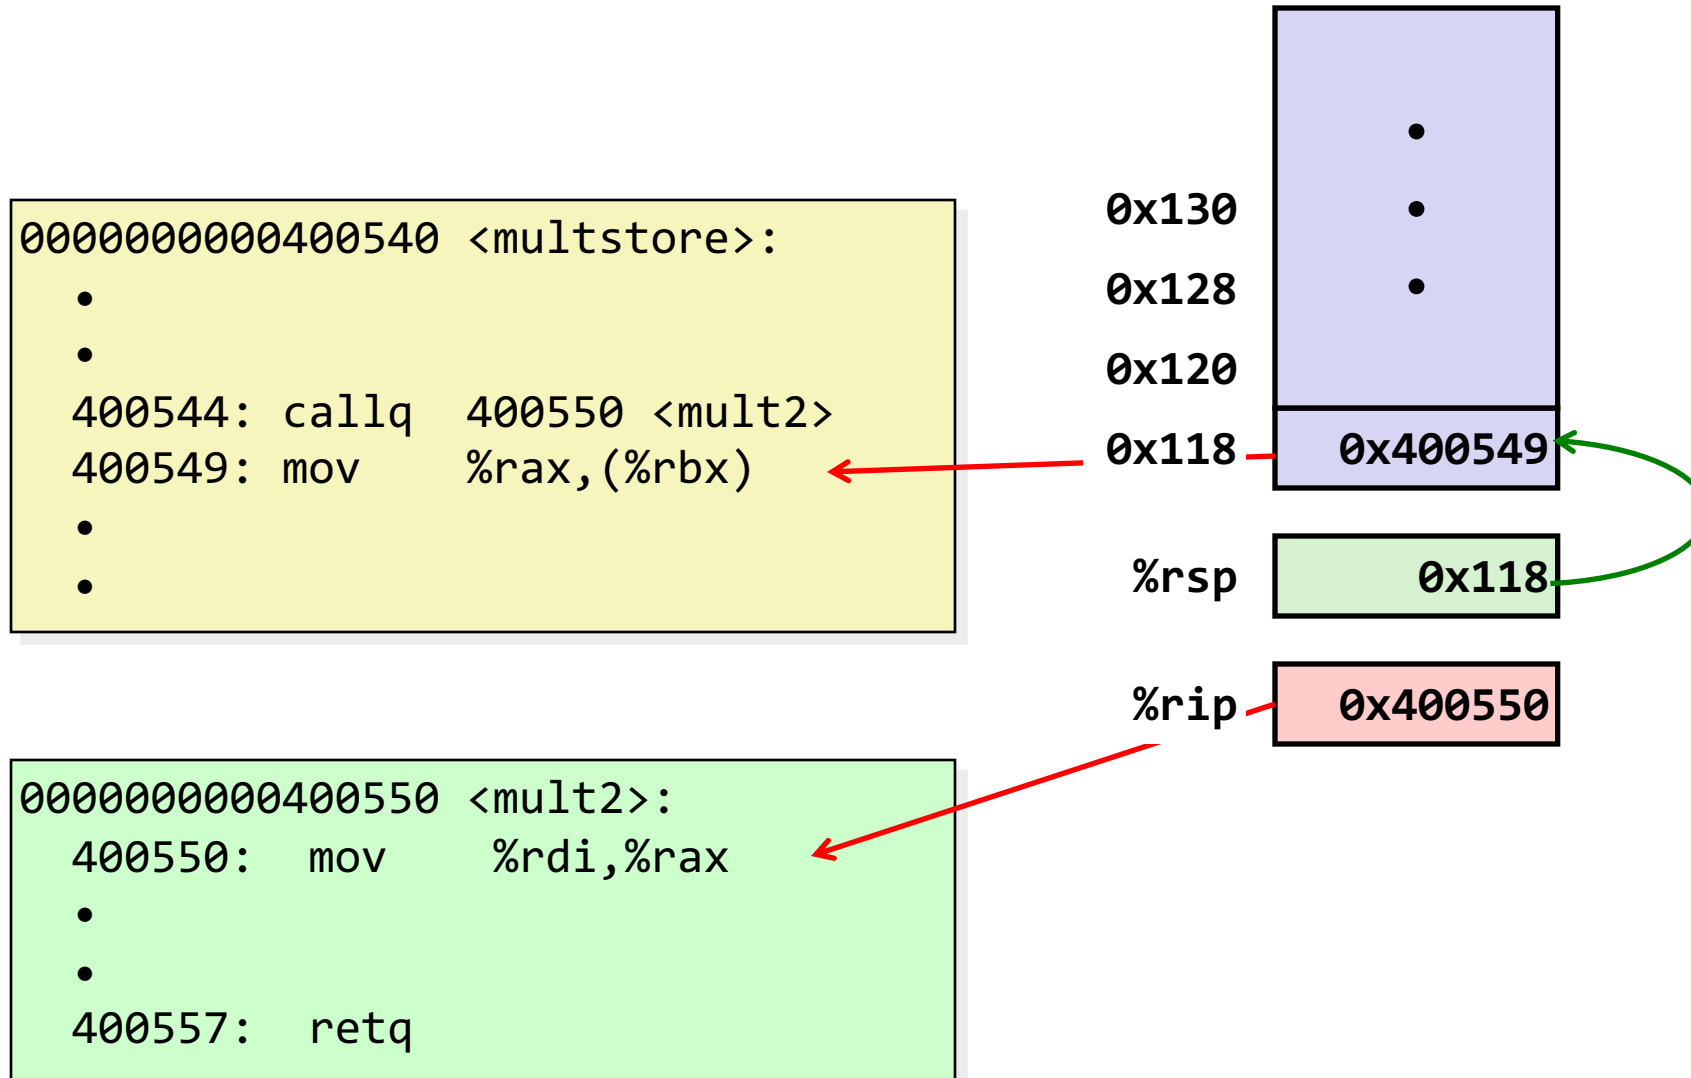 0000000000400540 <multstore>:
•
•
400544: callq  400550 <mult2>
400549: mov    %rax,(%rbx)
•
•
0000000000400550 <mult2>:
400550:  mov    %rdi,%rax
•
•
400557:  retq
•
•
•
0x130
0x128
0x120
0x118 0x400549
%rsp 0x118
%rip 0x400550